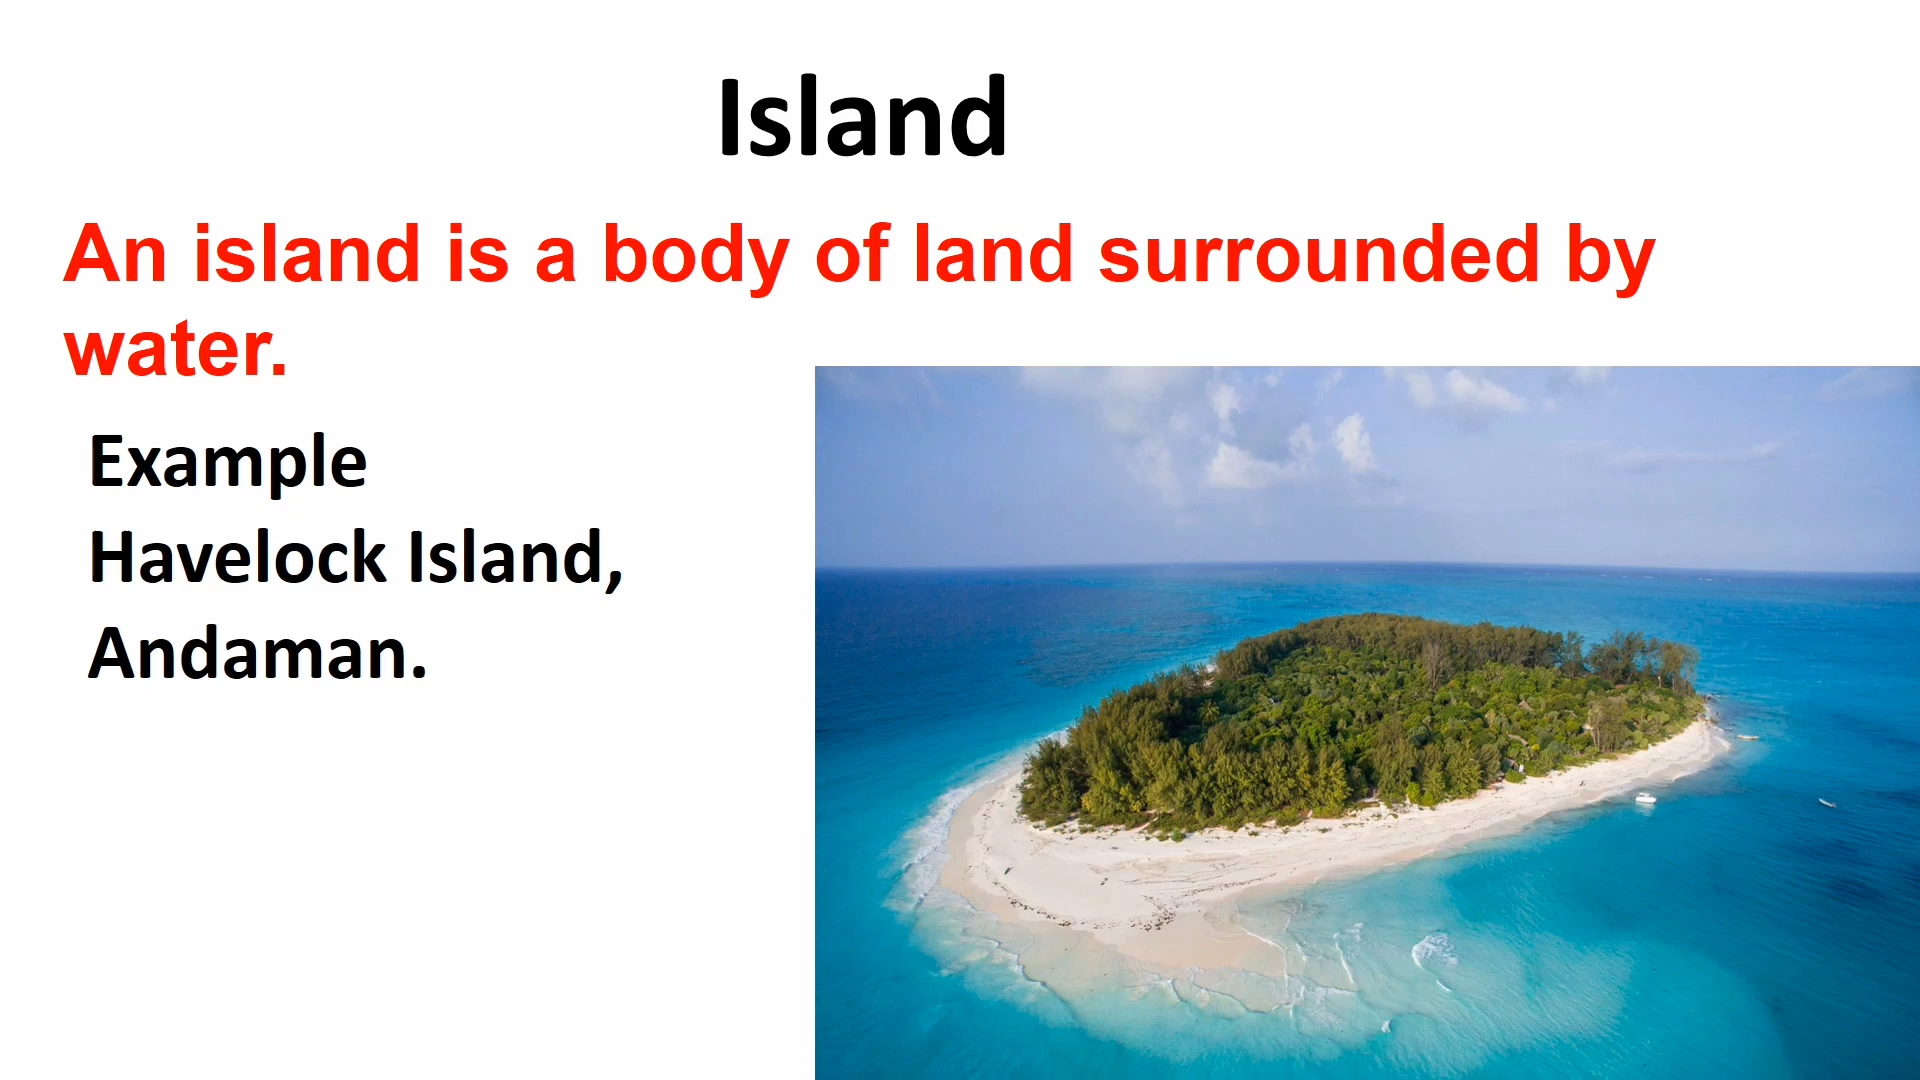 Island
An island is a body of land surrounded by
water.
Example
Havelock Island,
Andaman.